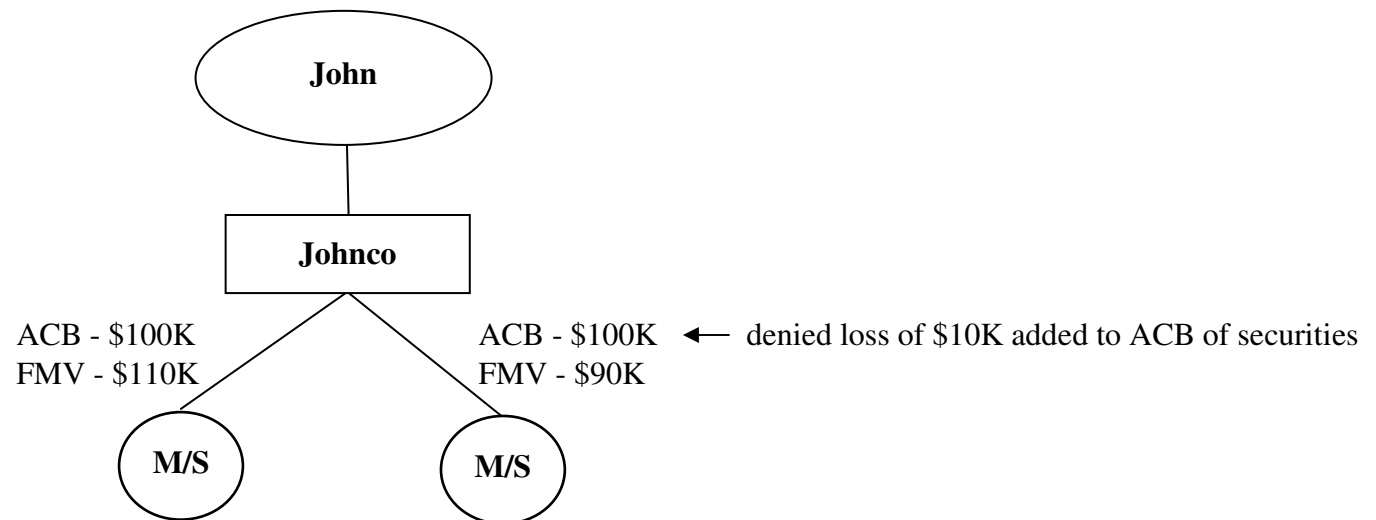 John
Johnco
ACB - $100K
FMV - $110K
ACB - $100K
FMV - $90K
denied loss of $10K added to ACB of securities
M/S
M/S